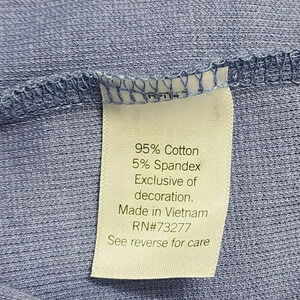 95% Cotton
5% Spandex
Exclusive of
decoration.
Made in Vietnam
RN#73277
See reverse for care